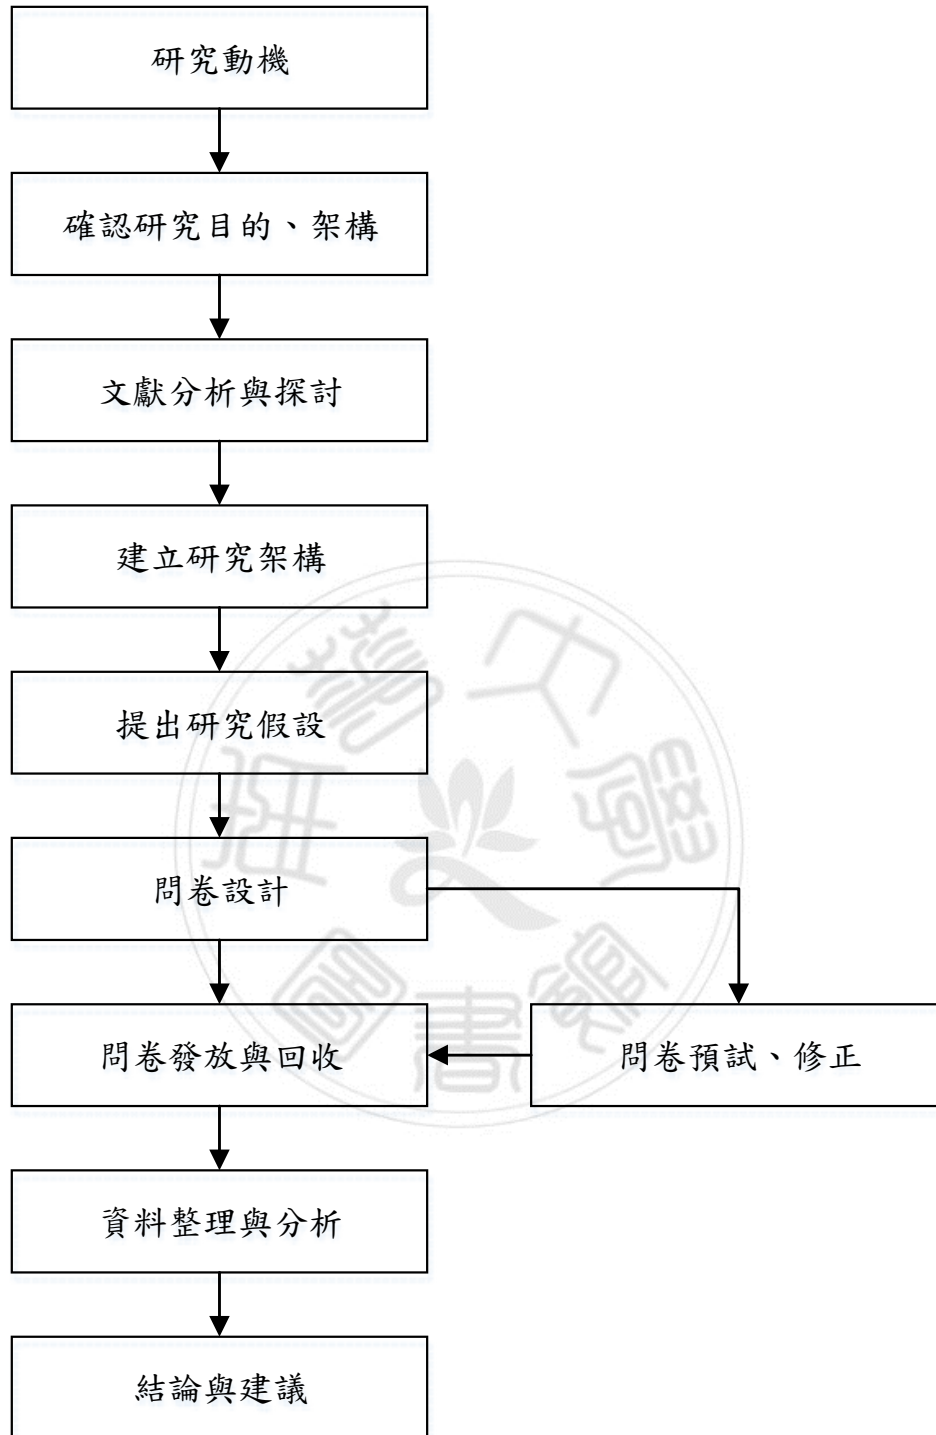 研究動機
確認研究目的、架構
文獻分析與探討
建立研究架構
提出研究假設
問卷設計
問卷發放與回收
問卷預試、修正
資料整理與分析
結論與建議